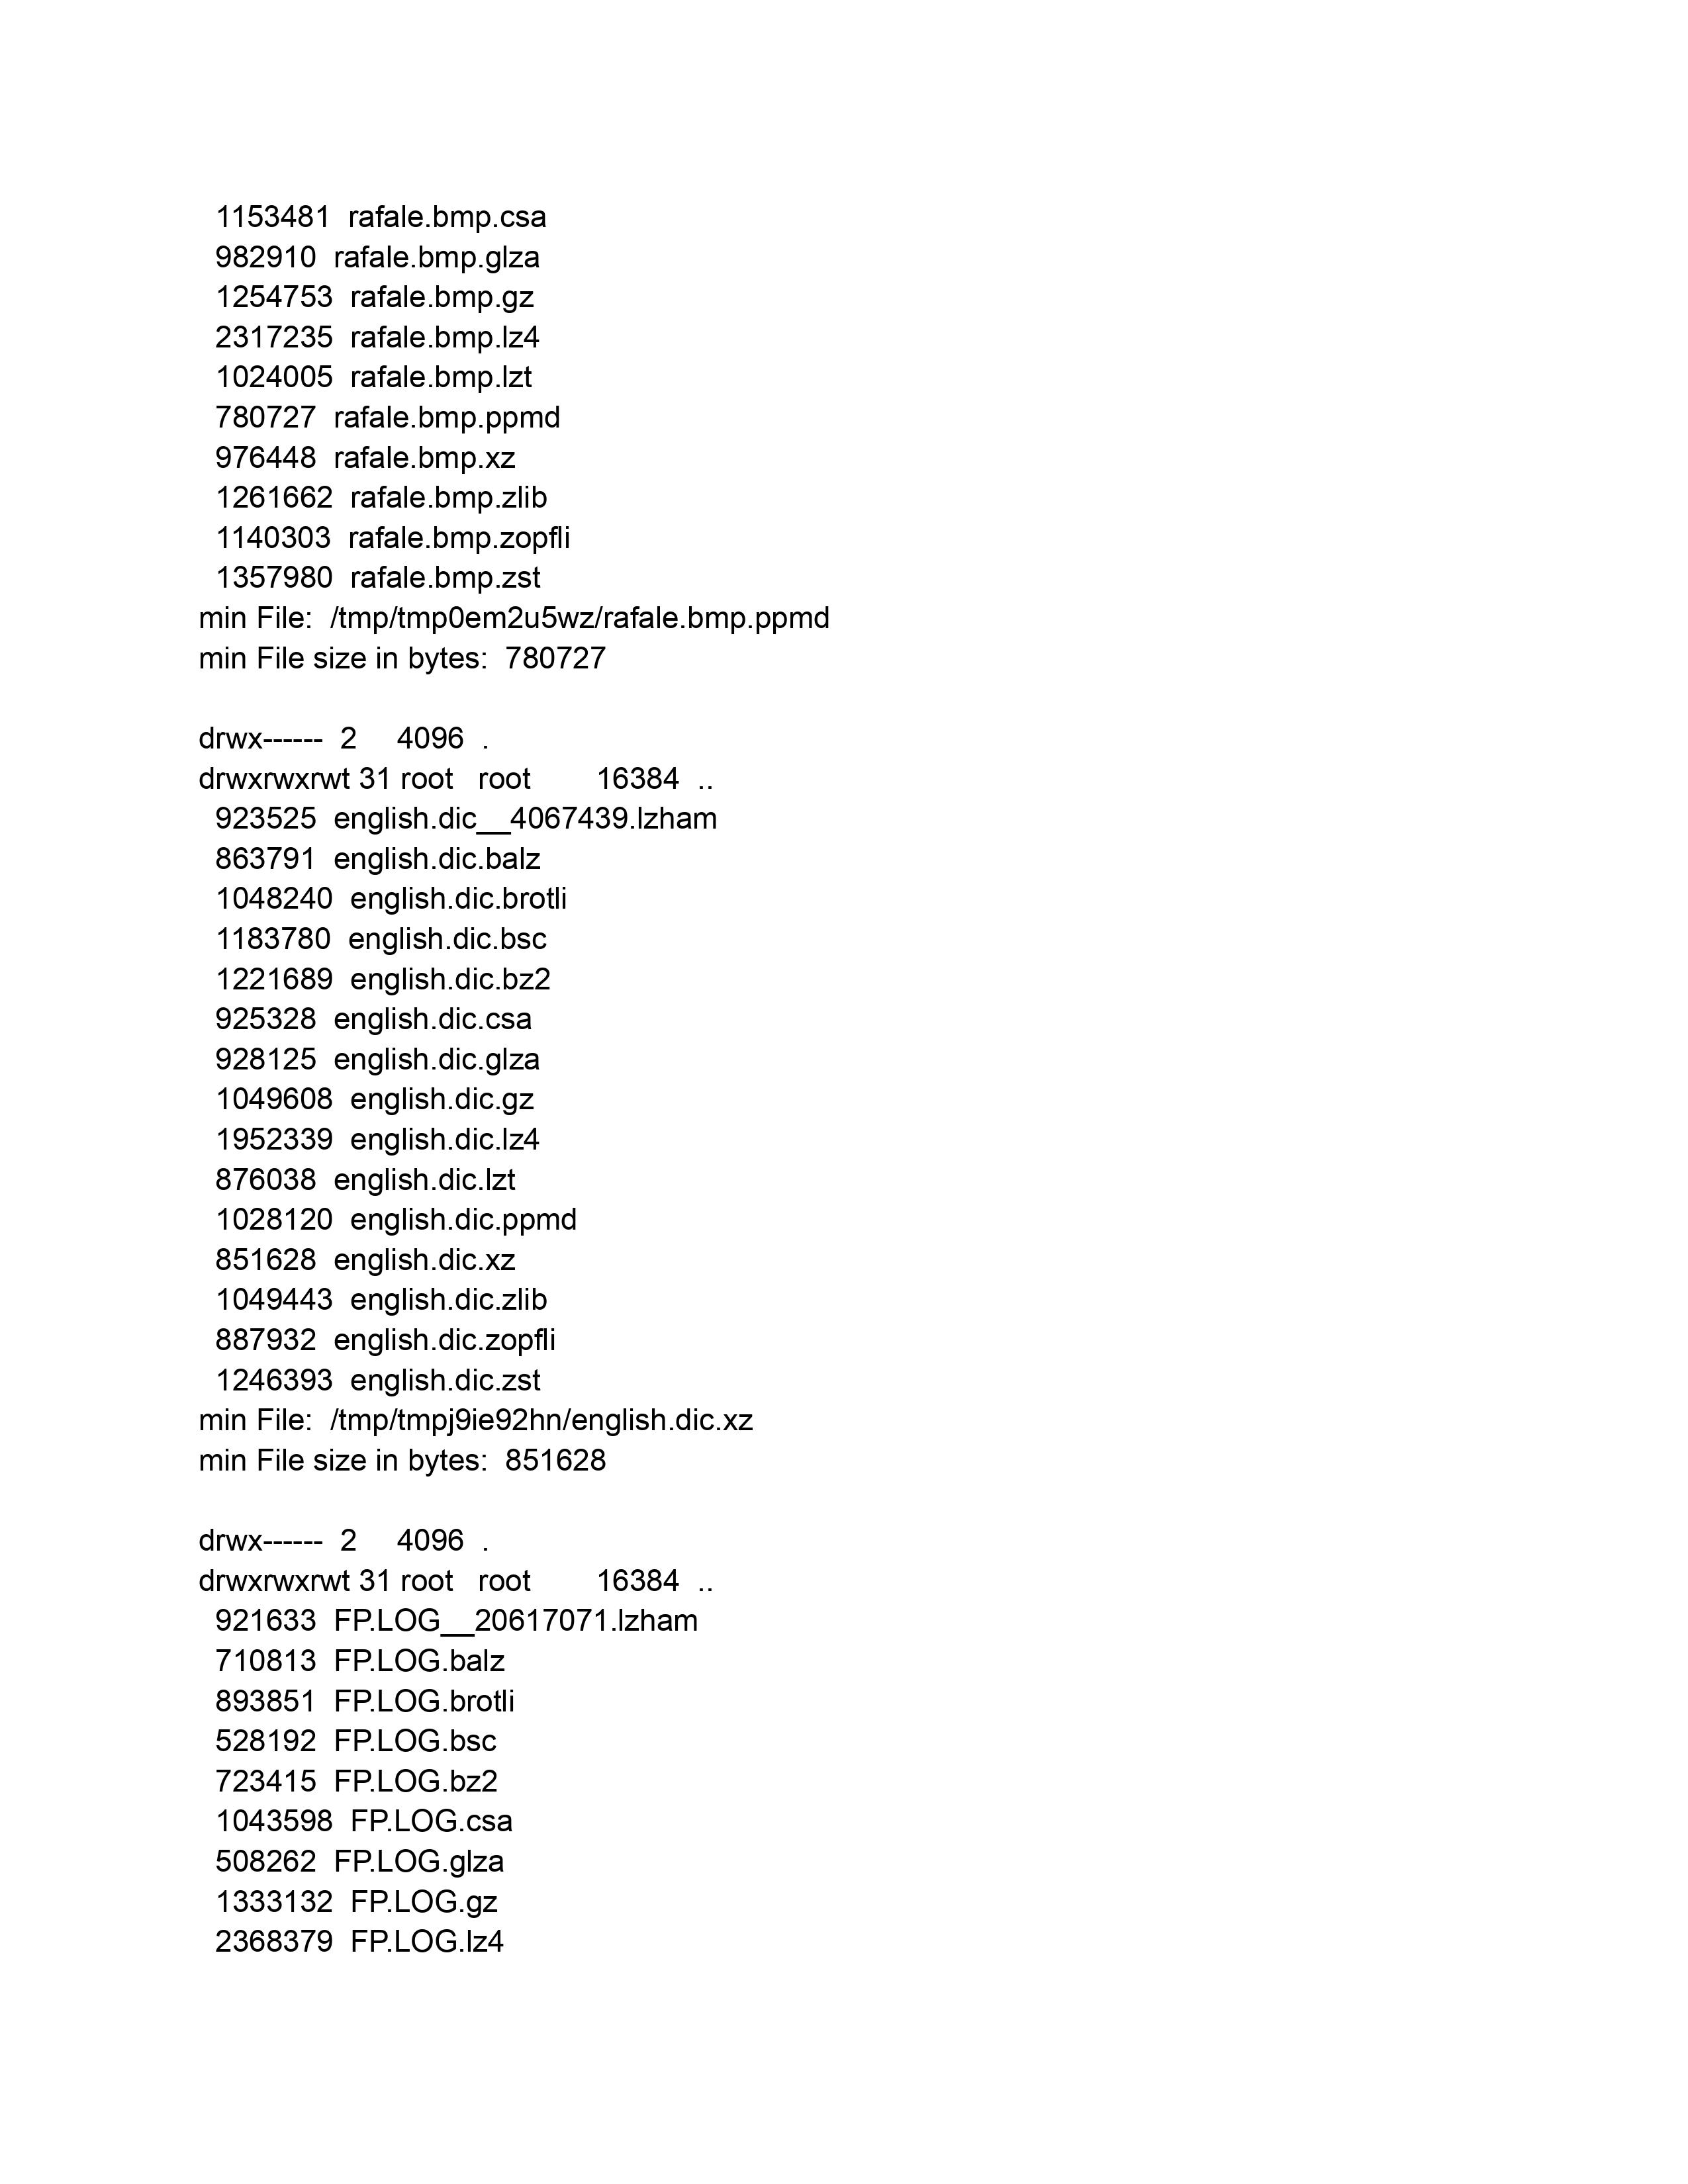 1153481  rafale.bmp.csa
982910  rafale.bmp.glza
1254753  rafale.bmp.gz
2317235  rafale.bmp.lz4
1024005  rafale.bmp.lzt
780727  rafale.bmp.ppmd
976448  rafale.bmp.xz
1261662  rafale.bmp.zlib
1140303  rafale.bmp.zopfli
1357980  rafale.bmp.zst
min File:  /tmp/tmp0em2u5wz/rafale.bmp.ppmd
min File size in bytes:  780727
drwx------  2     4096  .
drwxrwxrwt 31 root   root        16384  ..
923525  english.dic__4067439.lzham
863791  english.dic.balz
1048240  english.dic.brotli
1183780  english.dic.bsc
1221689  english.dic.bz2
925328  english.dic.csa
928125  english.dic.glza
1049608  english.dic.gz
1952339  english.dic.lz4
876038  english.dic.lzt
1028120  english.dic.ppmd
851628  english.dic.xz
1049443  english.dic.zlib
887932  english.dic.zopfli
1246393  english.dic.zst
min File:  /tmp/tmpj9ie92hn/english.dic.xz
min File size in bytes:  851628
drwx------  2     4096  .
drwxrwxrwt 31 root   root        16384  ..
921633  FP.LOG__20617071.lzham
710813  FP.LOG.balz
893851  FP.LOG.brotli
528192  FP.LOG.bsc
723415  FP.LOG.bz2
1043598  FP.LOG.csa
508262  FP.LOG.glza
1333132  FP.LOG.gz
2368379  FP.LOG.lz4